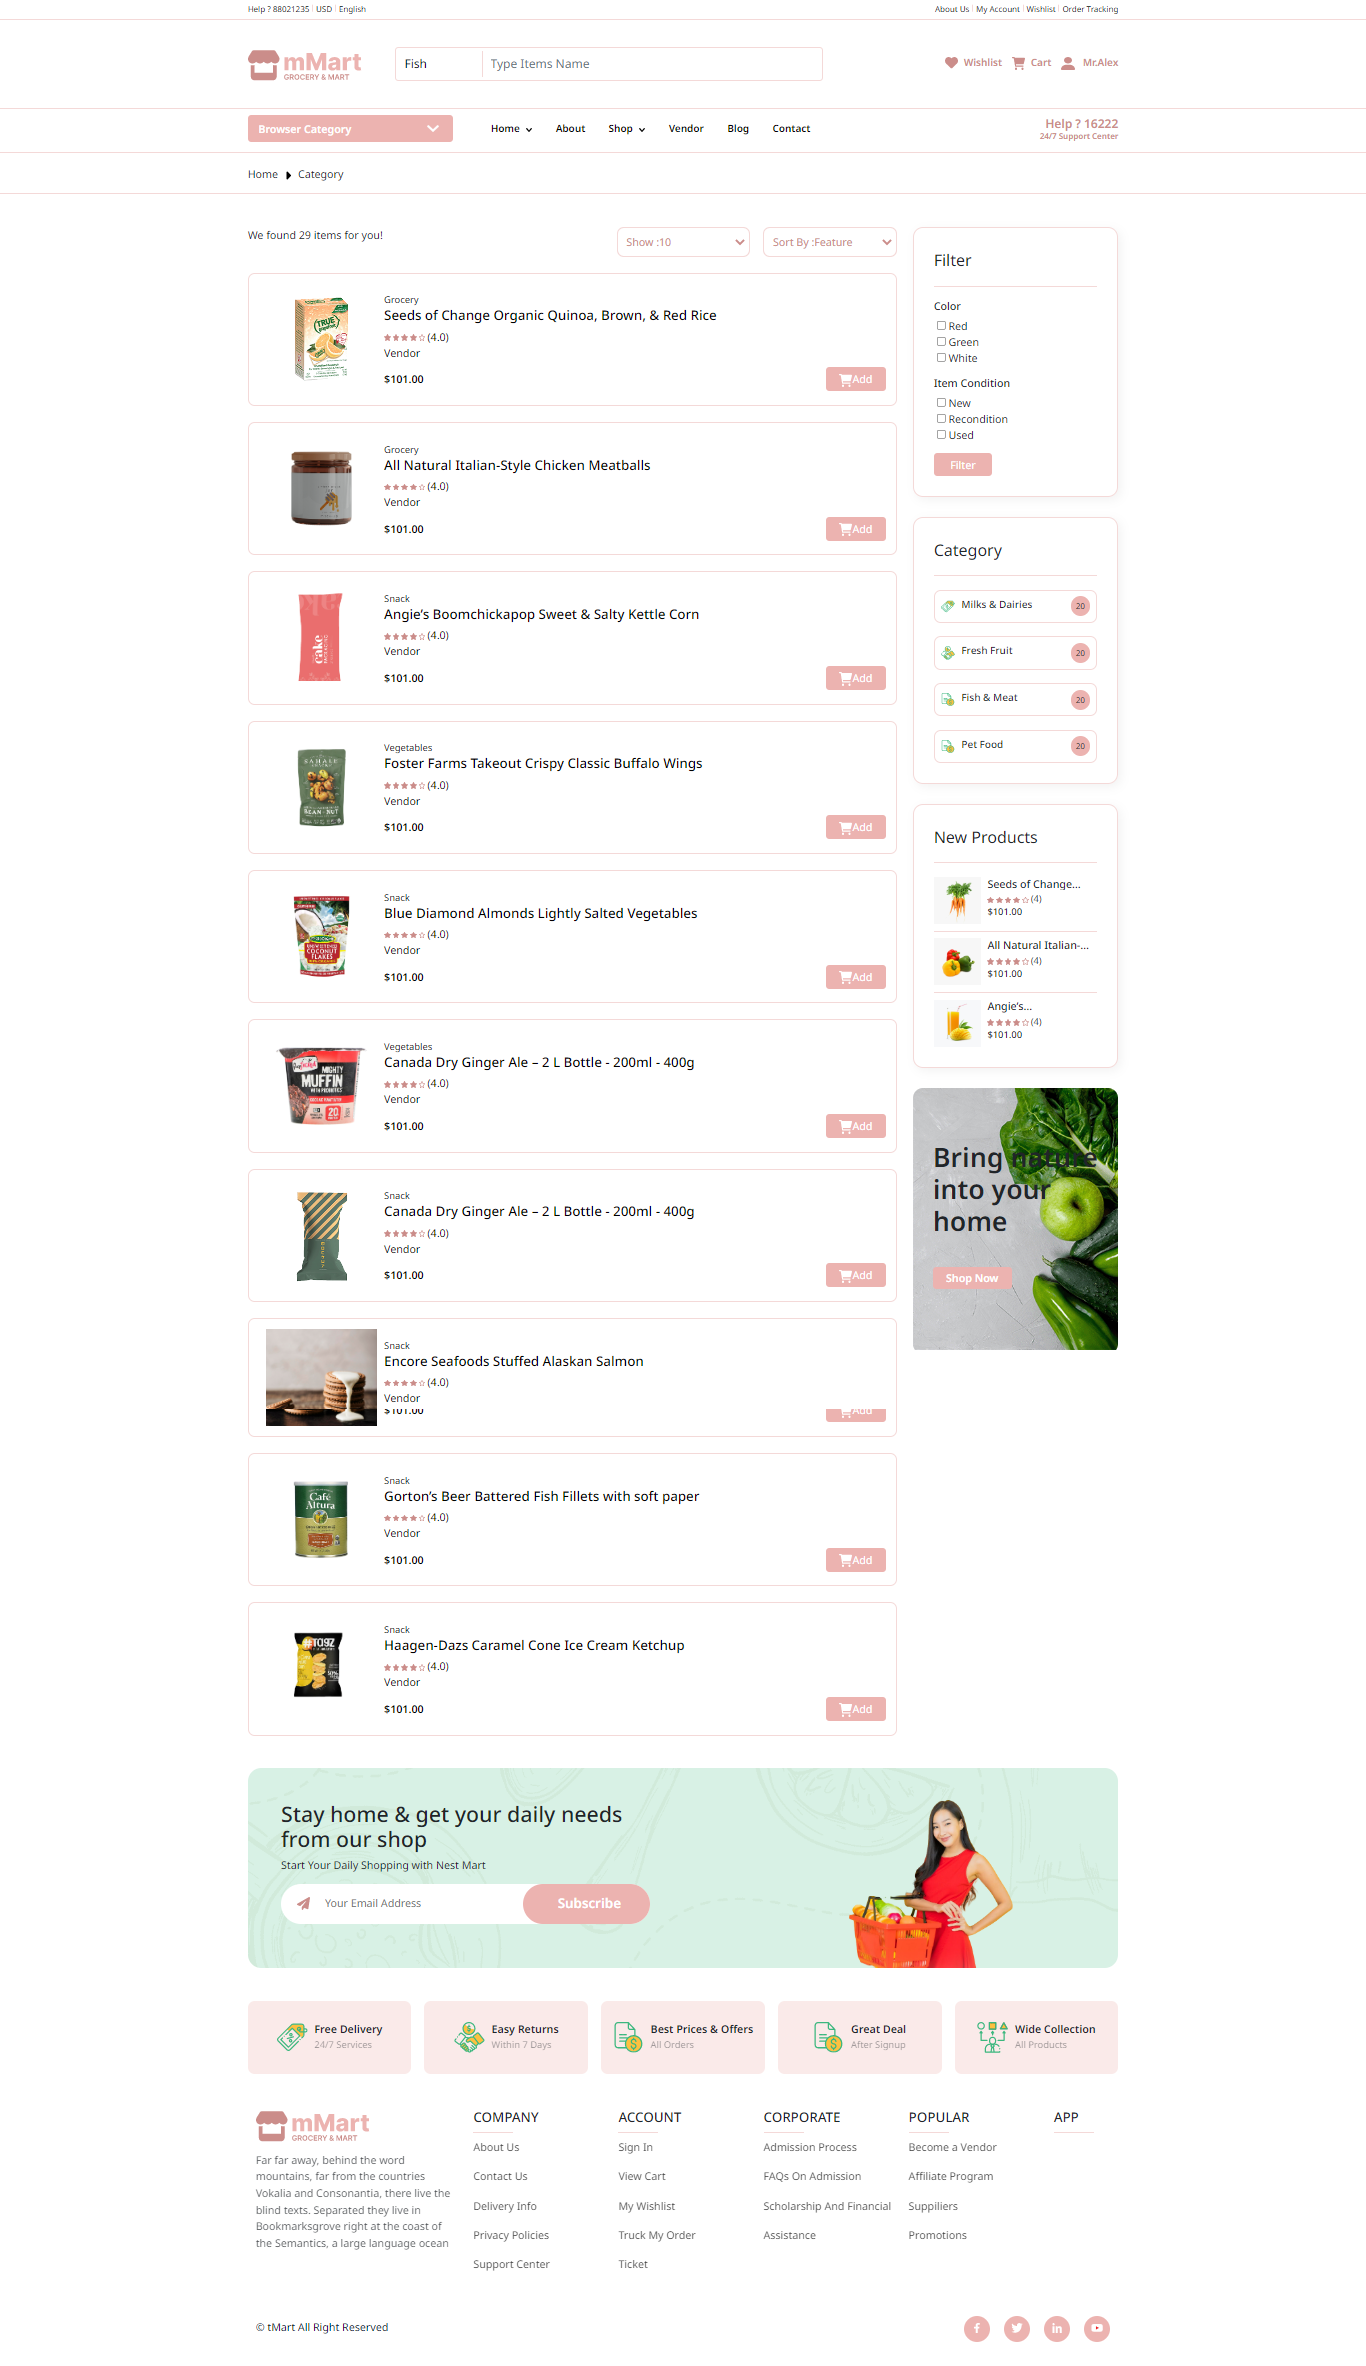 Help ? 88021235 USD English
About Us My Account Wishlist Order Tracking
mMart
GROCERY & MART
Fish
Type Items Name
Wishlist Cart Mr.Alex
Browser Category
Home About Shop Vendor Blog Contact
Help ? 16222
24/7 Support Center
Home Category
We found 29 items for you!
Show :10
Sort By :Feature
Grocery
Seeds of Change Organic Quinoa, Brown, & Red Rice
(4.0)
Vendor
$101.00
Add
Grocery
All Natural Italian-Style Chicken Meatballs
(4.0)
Vendor
$101.00
Add
Snack
Angie's Boomchickapop Sweet & Salty Kettle Corn
(4.0)
Vendor
$101.00
Add
cake
Vegetables
Foster Farms Takeout Crispy Classic Buffalo Wings
(4.0)
Vendor
$101.00
Add
BEAN + NUT
Snack
Blue Diamond Almonds Lightly Salted Vegetables
(4.0)
Vendor
$101.00
Add
COCONUT
FLAKES
Vegetables
Canada Dry Ginger Ale – 2 L Bottle - 200ml - 400g
(4.0)
Vendor
$101.00
Add
MIGHTY
MUFFIN
20
Snack
Canada Dry Ginger Ale – 2 L Bottle - 200ml - 400g
(4.0)
Vendor
$101.00
Add
Snack
Encore Seafoods Stuffed Alaskan Salmon
(4.0)
Vendor
$101.00
Add
Snack
Gorton's Beer Battered Fish Fillets with soft paper
(4.0)
Vendor
$101.00
Add
Café
Altura
Snack
Haagen-Dazs Caramel Cone Ice Cream Ketchup
(4.0)
Vendor
$101.00
Add
Filter
Color
Red
Green
White
Item Condition
New
Recondition
Used
Filter
Category
Milks & Dairies 20
Fresh Fruit 20
Fish & Meat 20
Pet Food 20
New Products
Seeds of Change...
(4)
$101.00
All Natural Italian-...
(4)
$101.00
Angie's...
(4)
$101.00
Bring nature
into your
home
Shop Now
Stay home & get your daily needs
from our shop
Start Your Daily Shopping with Nest Mart
Your Email Address
Subscribe
Free Delivery
24/7 Services
Easy Returns
Within 7 Days
Best Prices & Offers
All Orders
Great Deal
After Signup
Wide Collection
All Products
mMart
GROCERY & MART
Far far away, behind the word
mountains, far from the countries
Vokalia and Consonantia, there live the
blind texts. Separated they live in
Bookmarksgrove right at the coast of
the Semantics, a large language ocean
COMPANY
About Us
Contact Us
Delivery Info
Privacy Policies
Support Center
ACCOUNT
Sign In
View Cart
My Wishlist
Truck My Order
Ticket
CORPORATE
Admission Process
FAQs On Admission
Scholarship And Financial
Assistance
POPULAR
Become a Vendor
Affiliate Program
Suppiliers
Promotions
APP
© tMart All Right Reserved